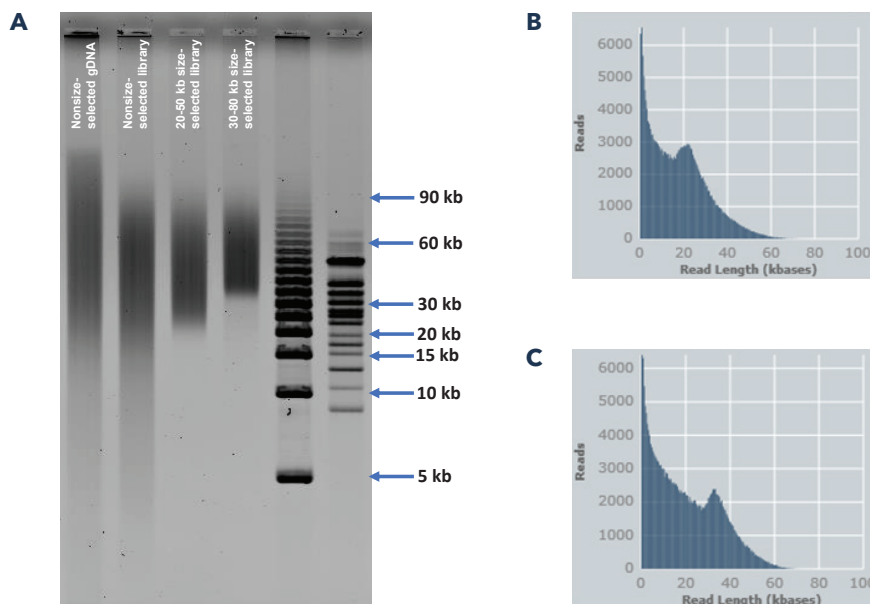 A
Nonsize-
selected gDNA
Nonsize-
selected library
20-50 kb size-
selected library
30-80 kb size-
selected library
90 kb
60 kb
30 kb
20 kb
15 kb
10 kb
5 kb
B
6000
5000
4000
3000
2000
1000
0
Reads
0 20 40 60 80 100
Read Length (kbases)
C
6000
5000
4000
3000
2000
1000
0
Reads
0 20 40 60 80 100
Read Length (kbases)